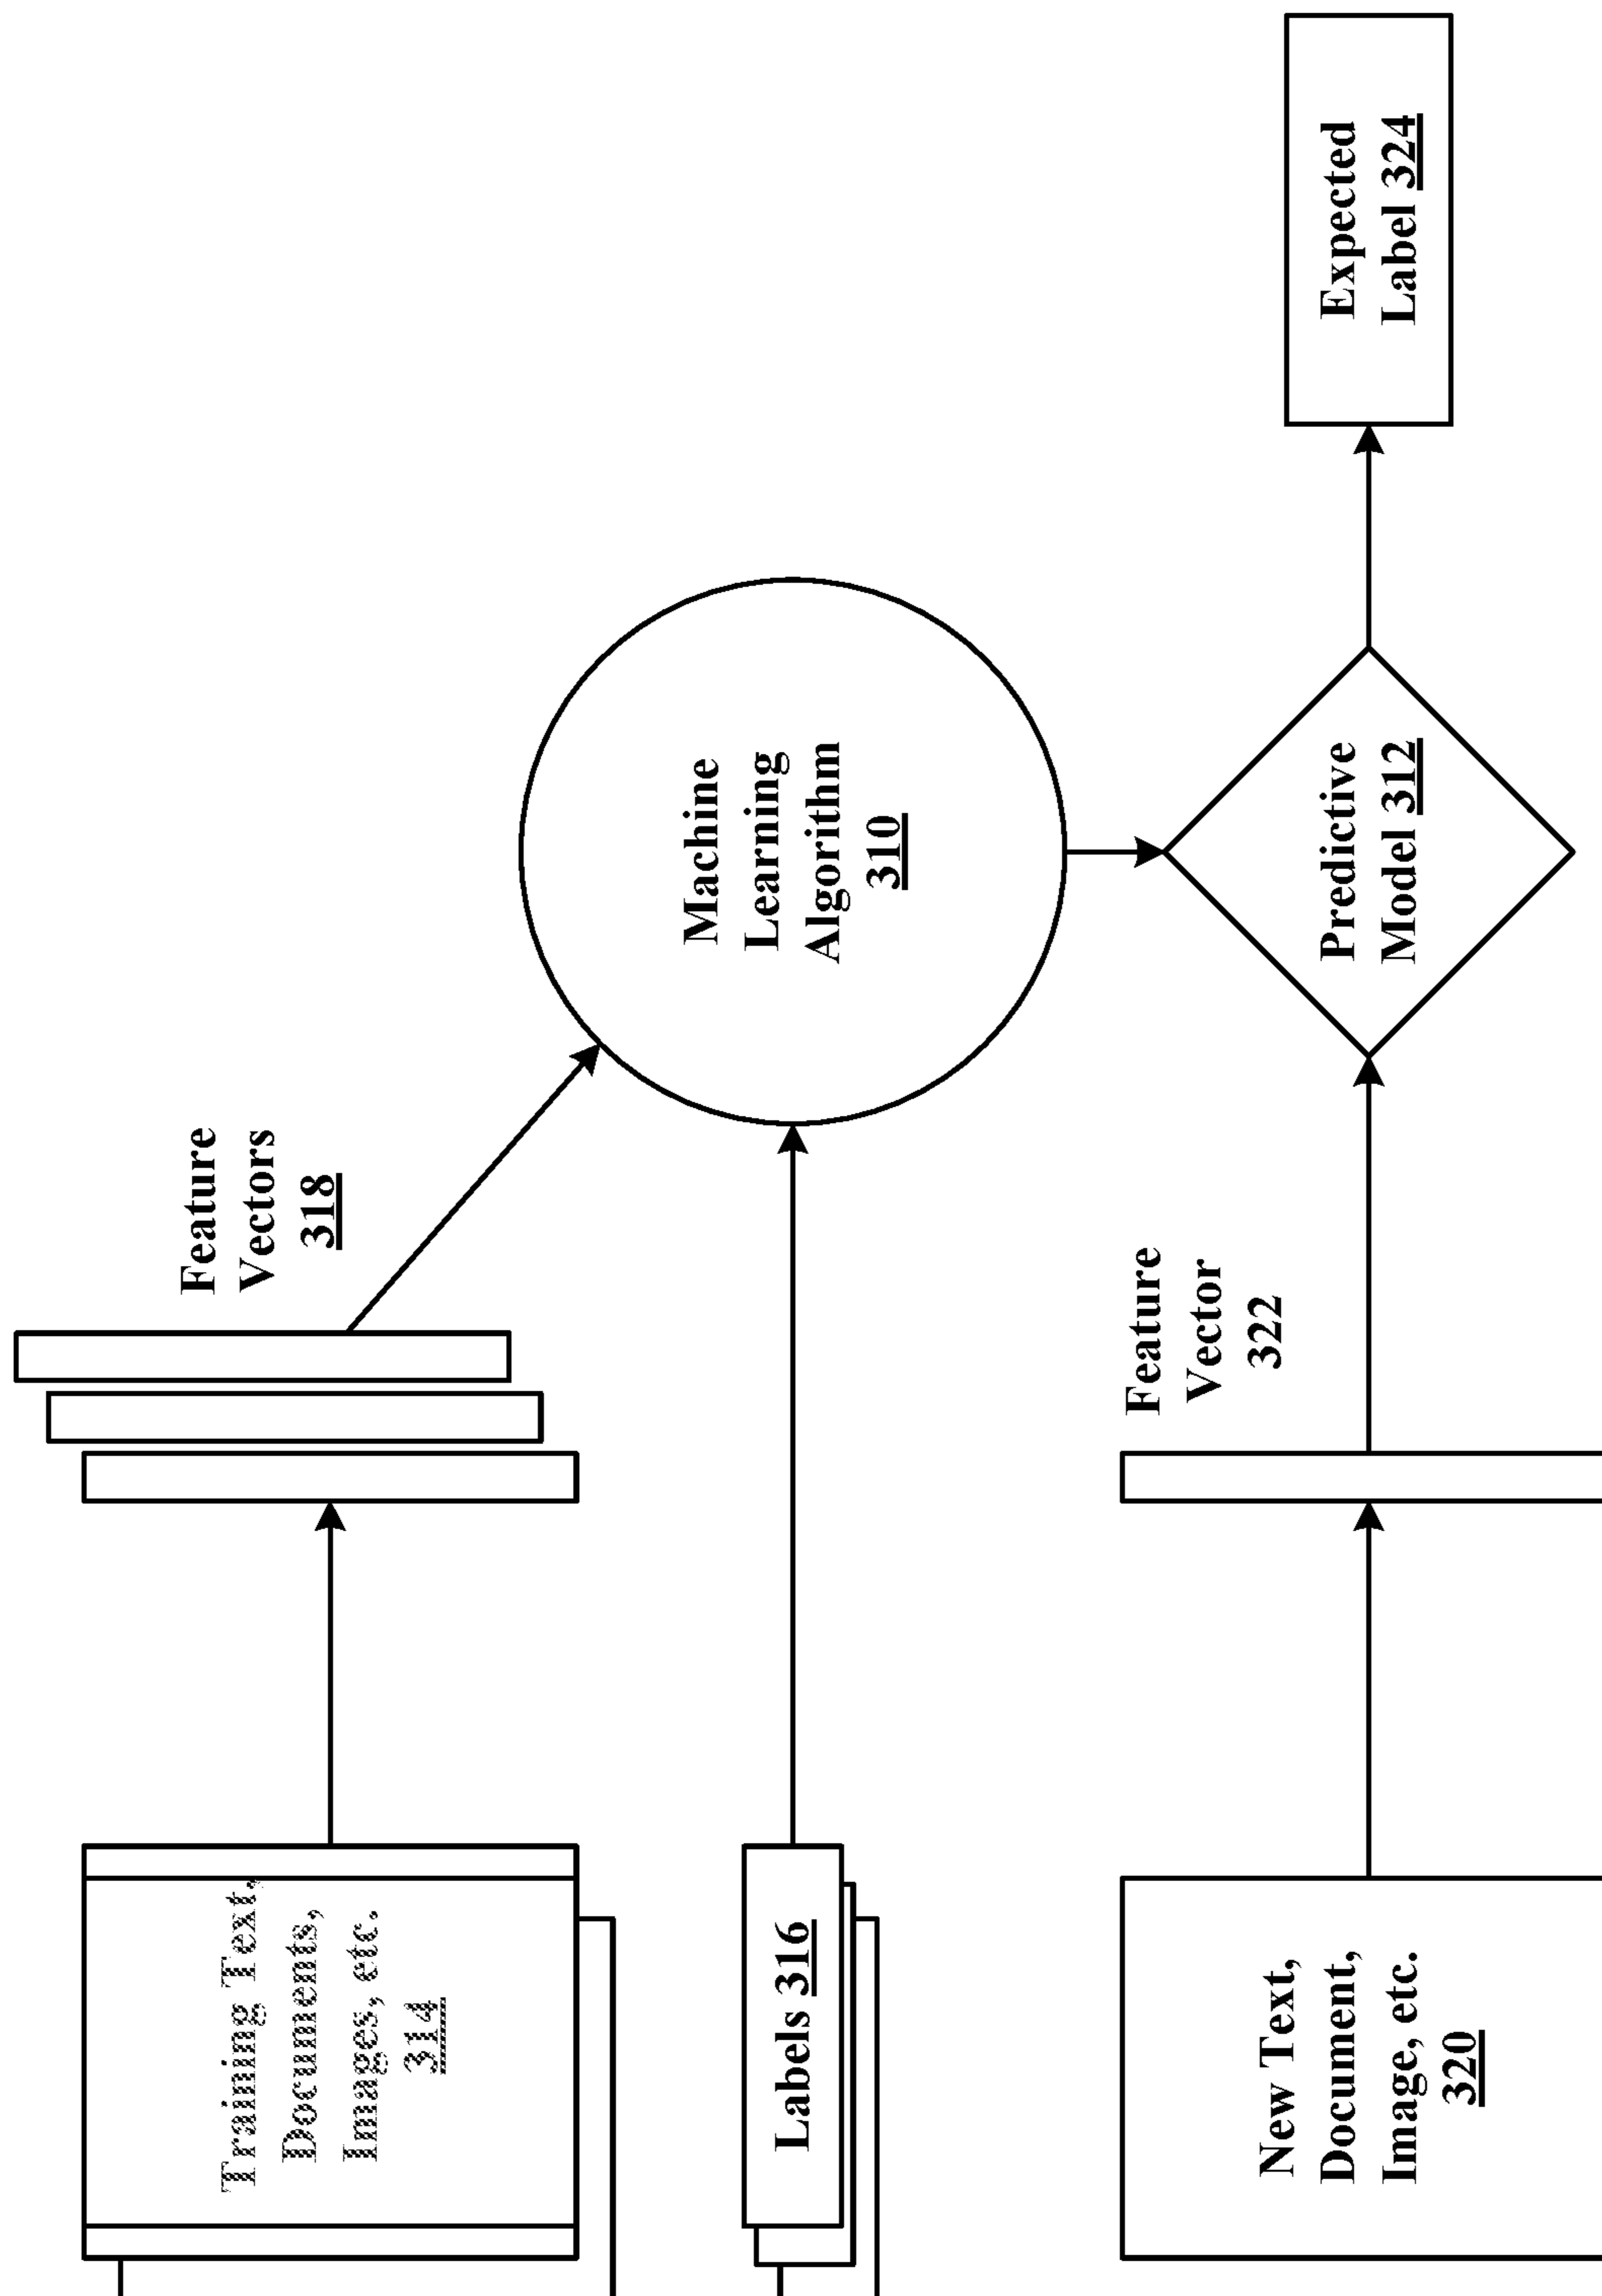 Training Text,
Documents,
Images, etc.
314
Feature
Vectors
318
Labels 316
Machine
Learning
Algorithm
310
New Text,
Document,
Image, etc.
320
Feature
Vector
322
Predictive
Model 312
Expected
Label 324